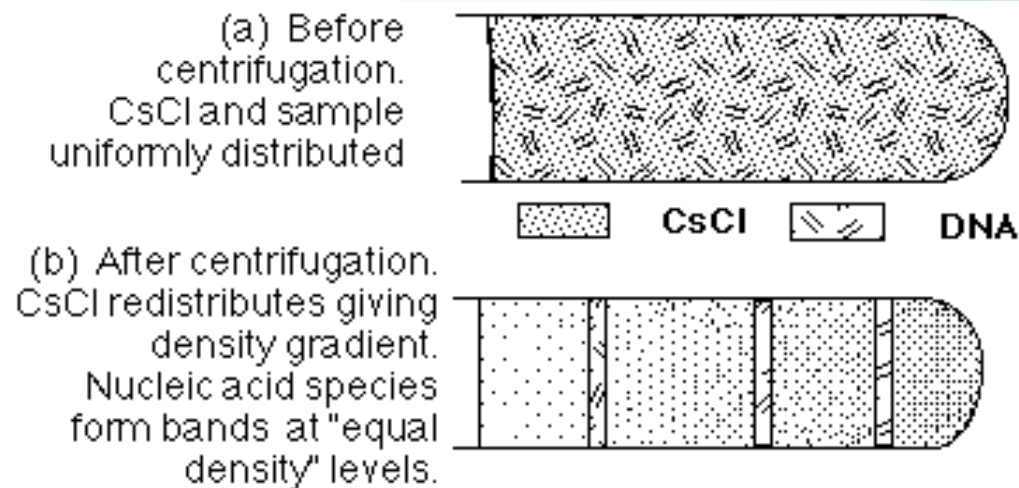 (a) Before
centrifugation.
CsCl and sample
uniformly distributed
CsCl DNA
(b) After centrifugation.
CsCl redistributes giving
density gradient.
Nucleic acid species
form bands at "equal
density" levels.